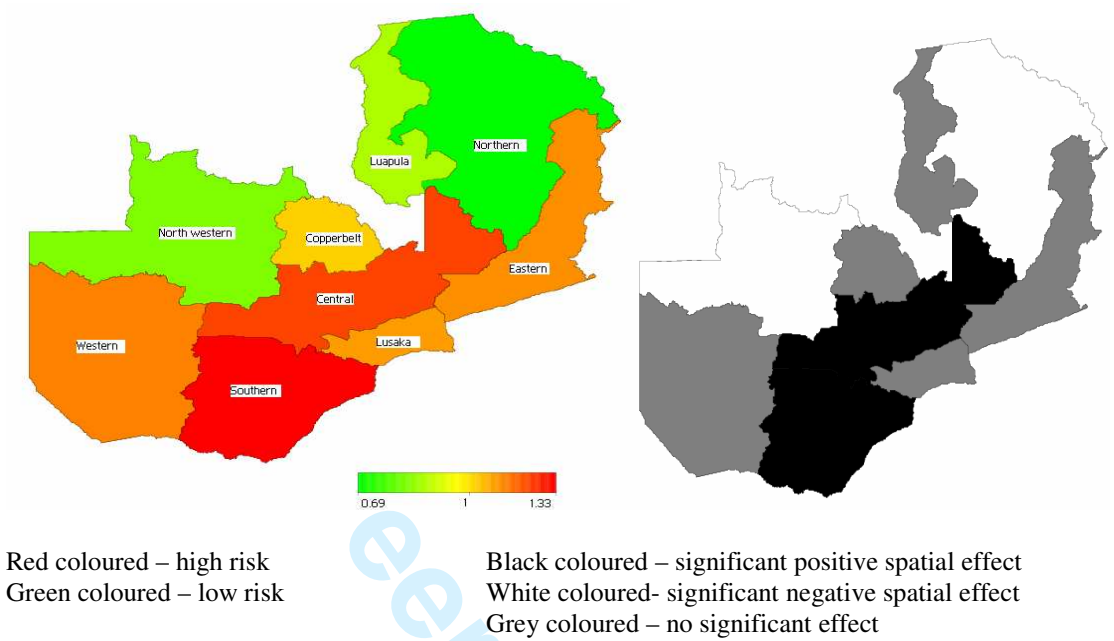 Northern
Luapula
North western
Copperbelt
Eastern
Central
Western
Lusaka
Southern
0.69 1 1.33
Red coloured – high risk
Green coloured – low risk
Black coloured – significant positive spatial effect
White coloured- significant negative spatial effect
Grey coloured – no significant effect